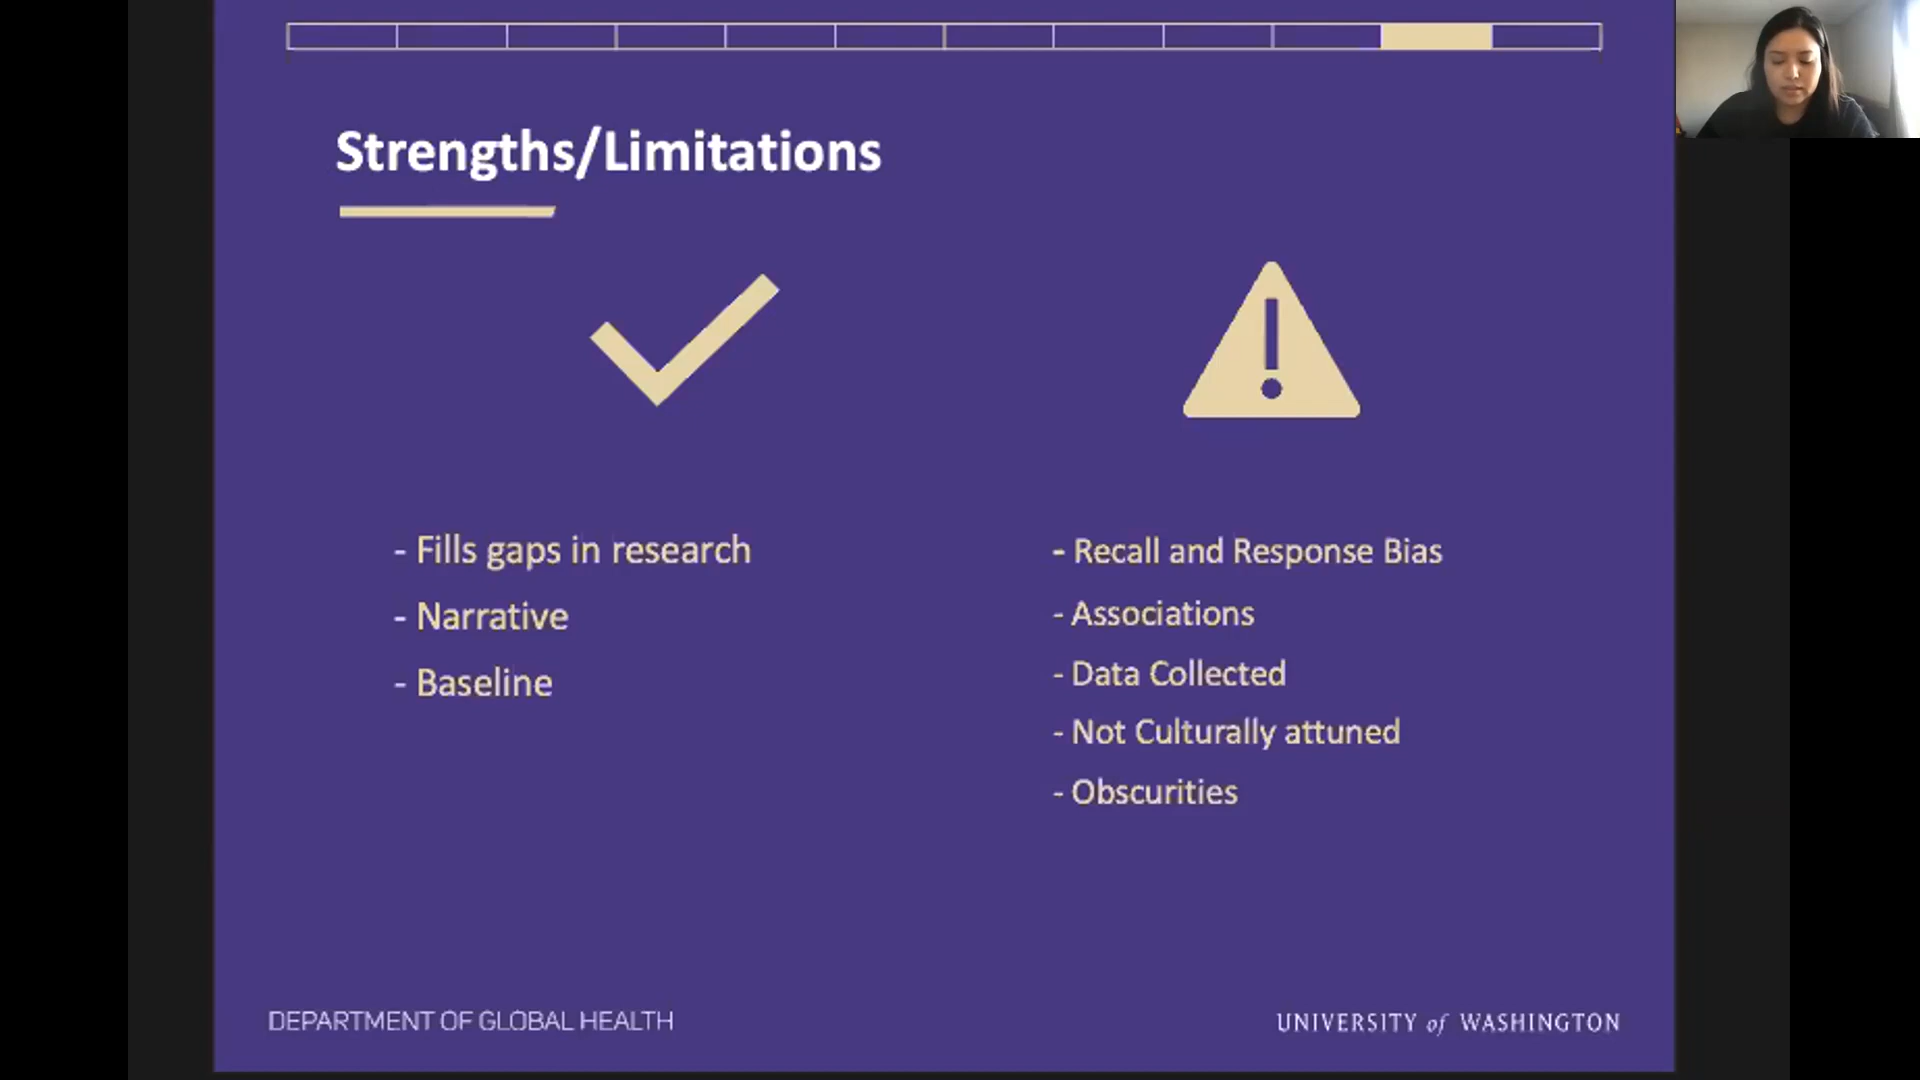 Strengths/Limitations
- Fills gaps in research
- Narrative
- Baseline
- Recall and Response Bias
- Associations
- Data Collected
- Not Culturally attuned
- Obscurities
DEPARTMENT OF GLOBAL HEALTH
UNIVERSITY of WASHINGTON